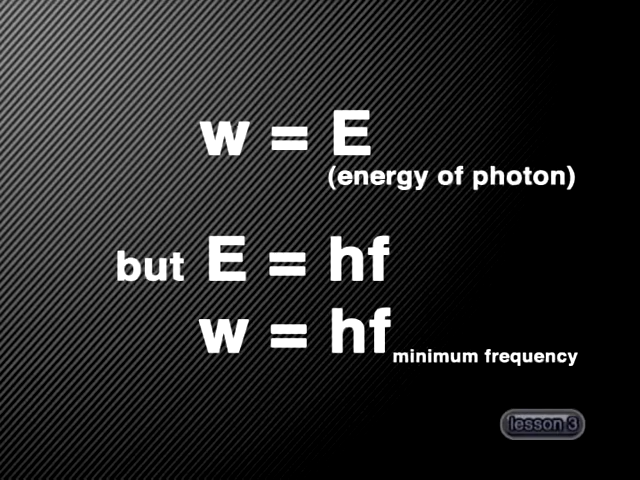 w = E
(energy of photon)
but E = hf
w = hf minimum frequency
lesson 3